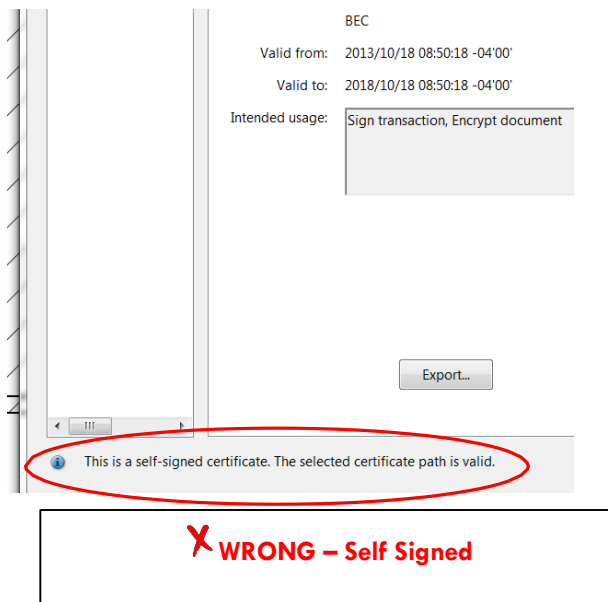 BEC
Valid from: 2013/10/18 08:50:18 -04'00'
Valid to: 2018/10/18 08:50:18 -04'00'
Intended usage: Sign transaction, Encrypt document
Export...
This is a self-signed certificate. The selected certificate path is valid.
X WRONG – Self Signed